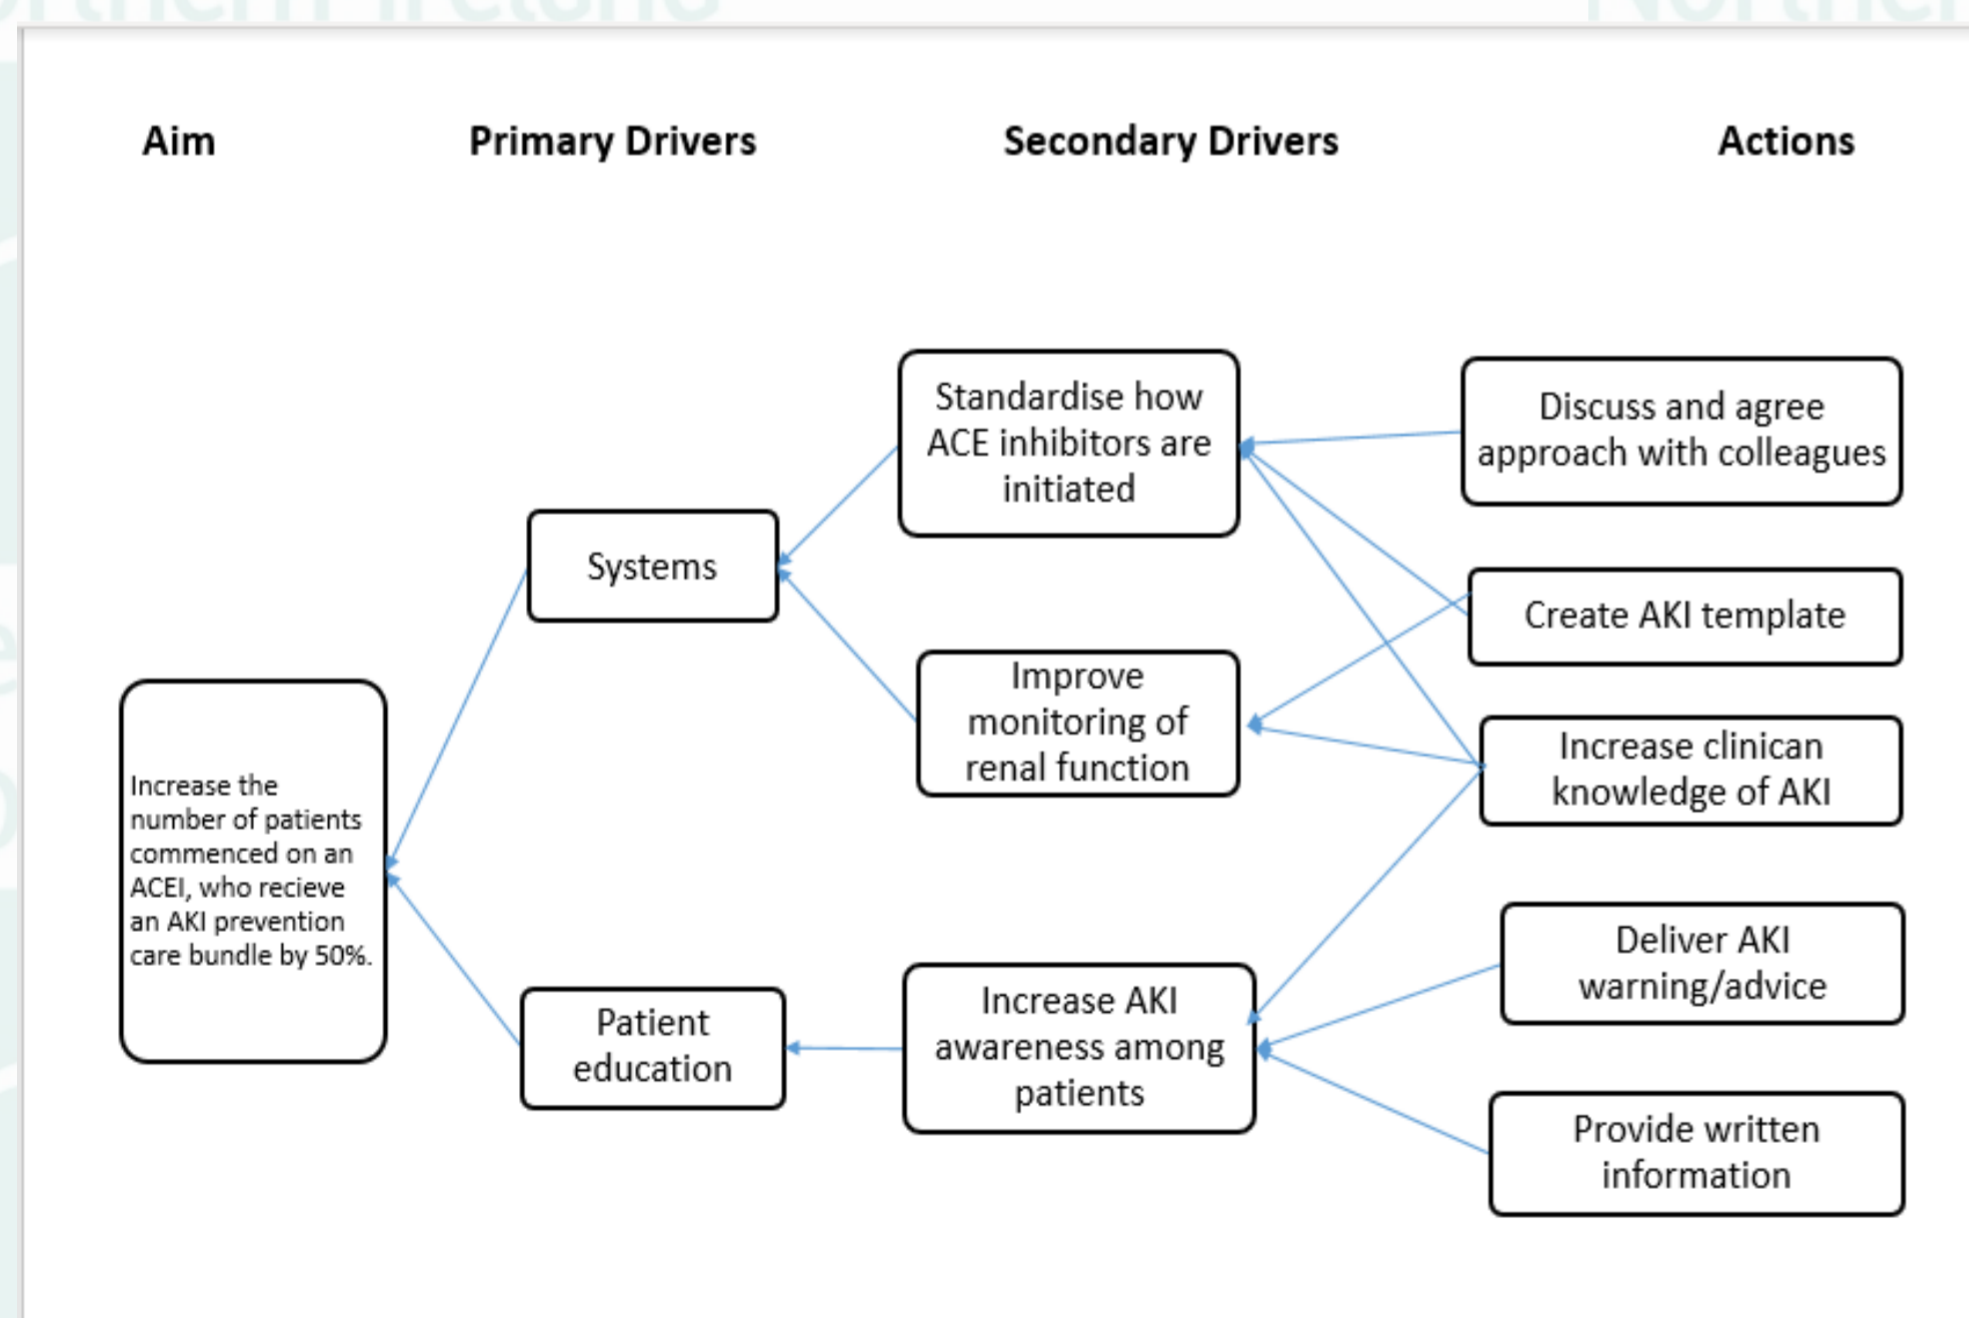 Aim
Primary Drivers
Secondary Drivers
Actions
Standardise how
ACE inhibitors are
initiated
Discuss and agree
approach with colleagues
Systems
Create AKI template
Improve
monitoring of
renal function
Increase clinican
knowledge of AKI
Increase the
number of patients
commenced on an
ACEI, who recieve
an AKI prevention
care bundle by 50%.
Deliver AKI
warning/advice
Patient
education
Increase AKI
awareness among
patients
Provide written
information